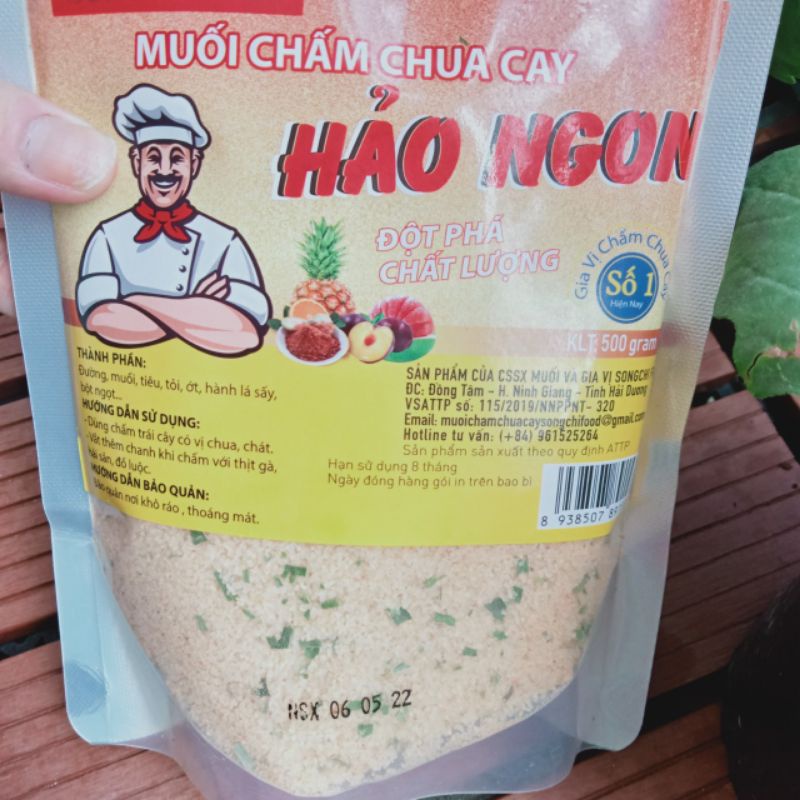 MUỐI CHẤM CHUA CAY
HẢO NGON
ĐỘT PHÁ
CHẤT LƯỢNG
Gia Vị Chấm Chua Cay
Số 1
Hiện Nay
KLT: 500 gram
THÀNH PHẦN:
Đường, muối, tiêu, tỏi, ớt, hành lá sấy,
bột ngọt...
HƯỚNG DẪN SỬ DỤNG:
- Dùng chấm trái cây có vị chua, chát.
- Vắt thêm chanh khi chấm với thịt gà,
hải sản, đồ luộc.
HƯỚNG DẪN BẢO QUẢN:
Bảo quản nơi khô ráo , thoáng mát.
SẢN PHẨM CỦA CSSX MUỐI VÀ GIA VỊ SONGCHI
ĐC: Đồng Tâm - H. Ninh Giang - Tỉnh Hải Dương
VSATTP số: 115/2019/NNPPNT- 320
Email: muoichamchuacaysongchifood@gmail.com
Hotline tư vấn: (+84) 961525264
Sản phẩm sản xuất theo quy định ATTP
Hạn sử dụng 8 tháng
Ngày đóng hàng gói in trên bao bì
8 938507
NSX 06 05 22